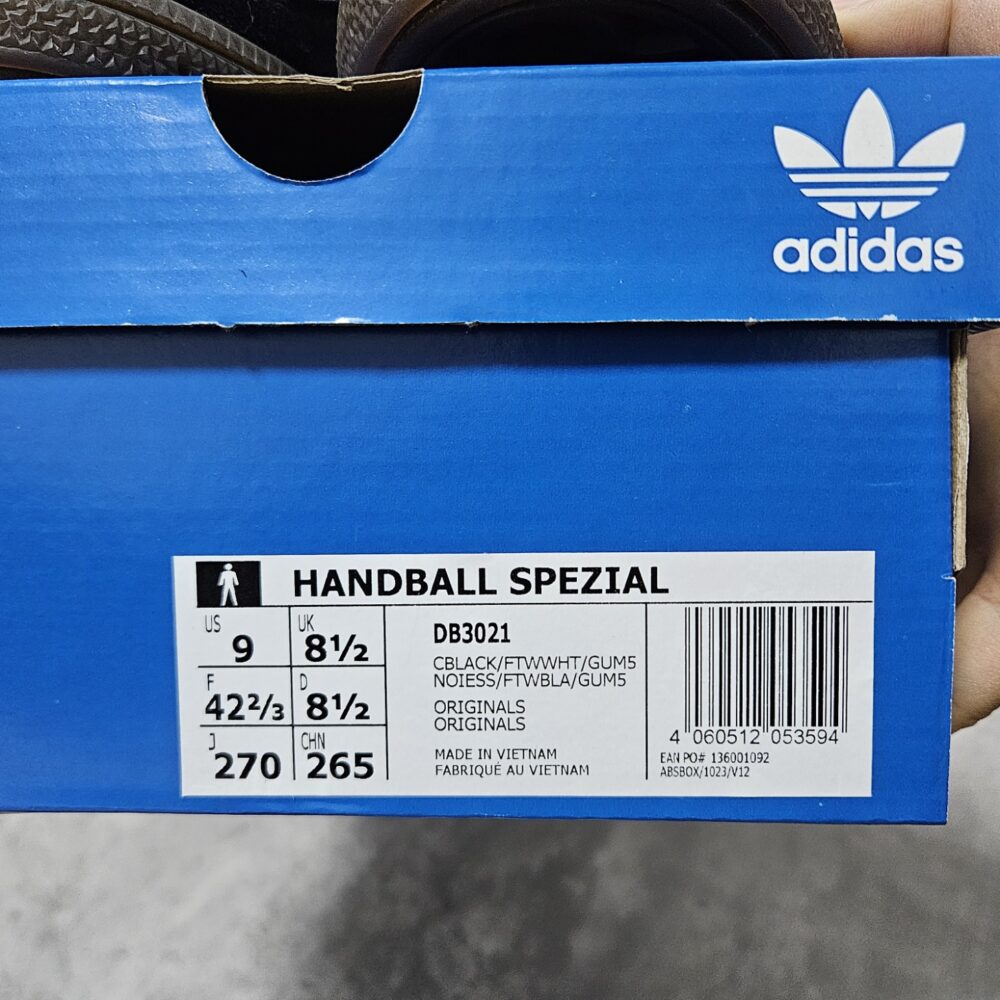 adidas
HANDBALL SPEZIAL
US
9
UK
8½
F
42⅔
D
8½
J
270
CHN
265
DB3021
CBLACK/FTWWHT/GUM5
NOIESS/FTWBLA/GUM5
ORIGINALS
ORIGINALS
MADE IN VIETNAM
FABRIQUÉ AU VIETNAM
4 060512 053594
EAN PO# 136001092
ABSBOX/1023/V12